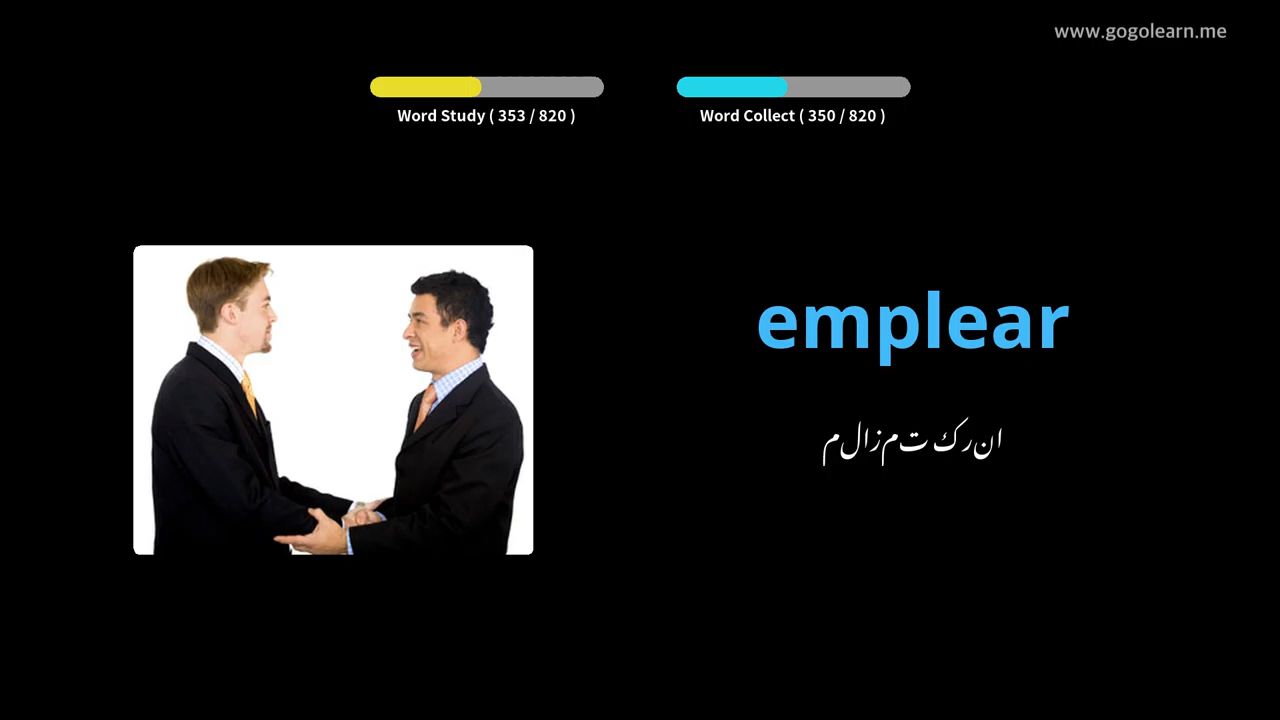 www.gogolearn.me
Word Study ( 353 / 820 )
Word Collect ( 350 / 820 )
emplear
ملازمت کرنا